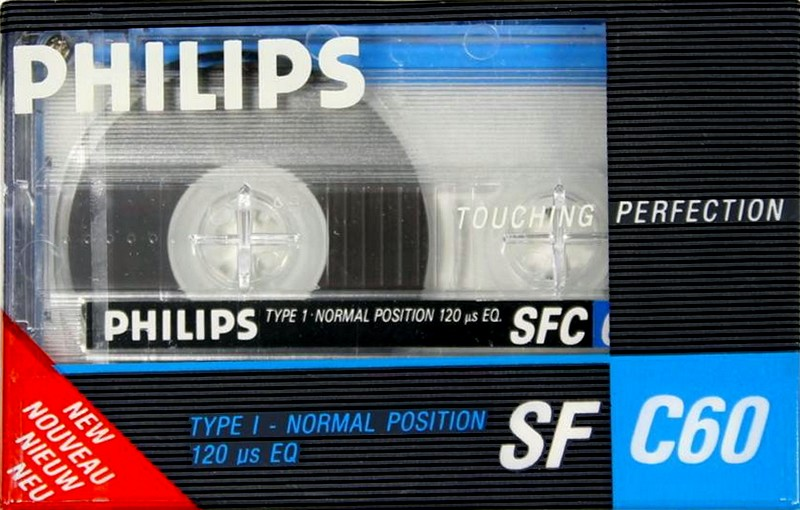 PHILIPS
TOUCHING PERFECTION
PHILIPS TYPE 1·NORMAL POSITION 120 µs EQ. SFC
TYPE I - NORMAL POSITION
120 µs EQ
SF C60
NEW
NOUVEAU
NIEUW
NEU